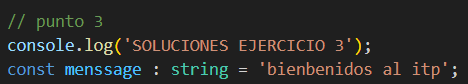 // punto 3
console.log('SOLUCIONES EJERCICIO 3');
const menssage : string = 'bienbenidos al itp';